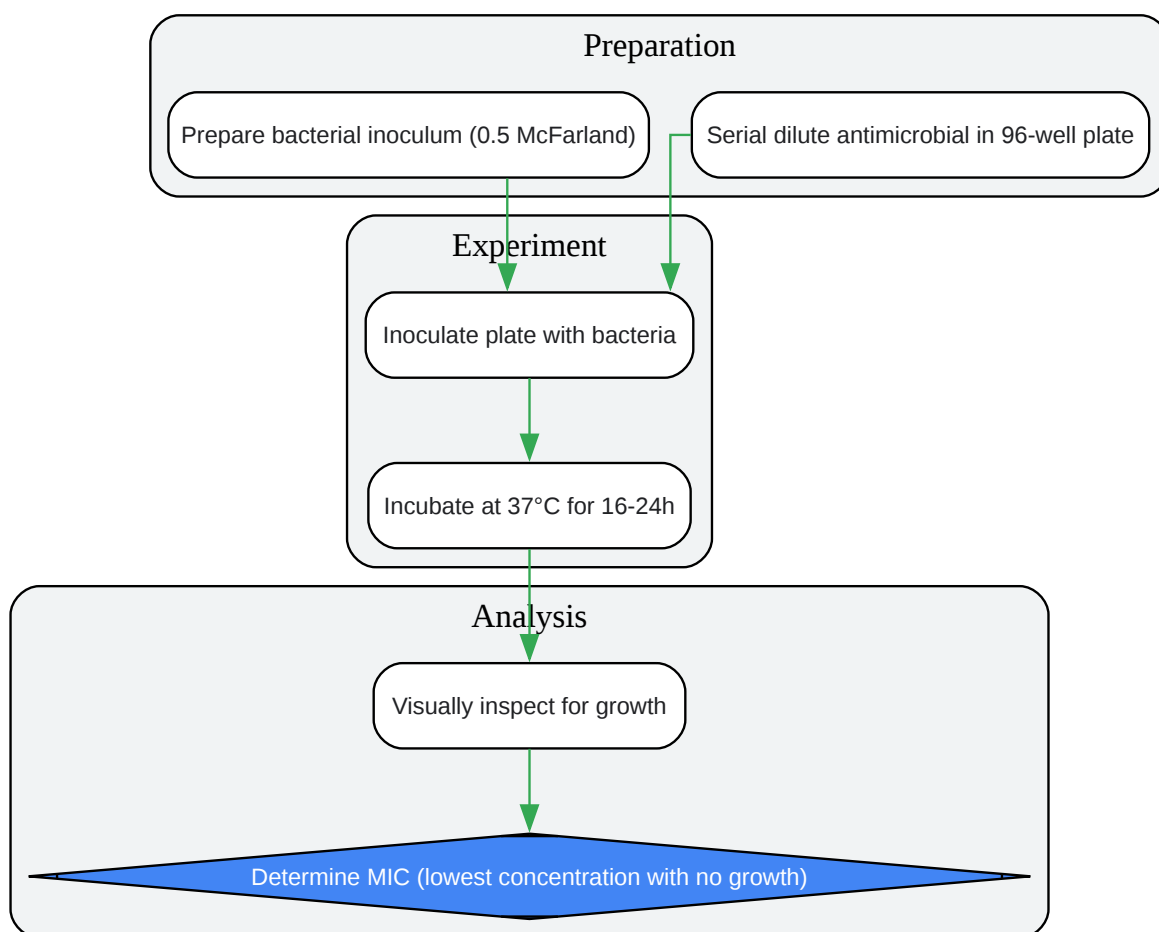 Preparation
Prepare bacterial inoculum (0.5 McFarland)
Serial dilute antimicrobial in 96-well plate
Experiment
Inoculate plate with bacteria
Incubate at 37°C for 16-24h
Analysis
Visually inspect for growth
Determine MIC (lowest concentration with no growth)